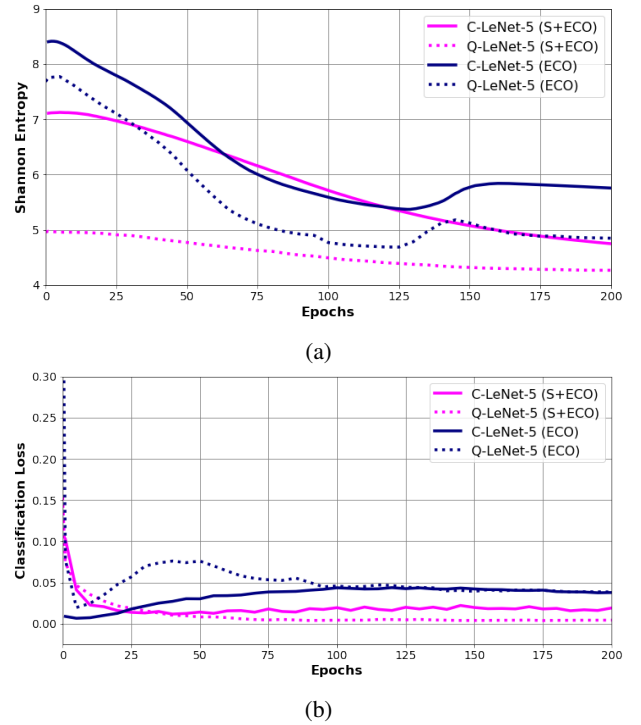 9
8
7
6
5
4
Shannon Entropy
C-LeNet-5 (S+ECO)
Q-LeNet-5 (S+ECO)
C-LeNet-5 (ECO)
Q-LeNet-5 (ECO)
0 25 50 75 100 125 150 175 200
Epochs
(a)
0.30
0.25
0.20
0.15
0.10
0.05
0.00
Classification Loss
C-LeNet-5 (S+ECO)
Q-LeNet-5 (S+ECO)
C-LeNet-5 (ECO)
Q-LeNet-5 (ECO)
0 25 50 75 100 125 150 175 200
Epochs
(b)